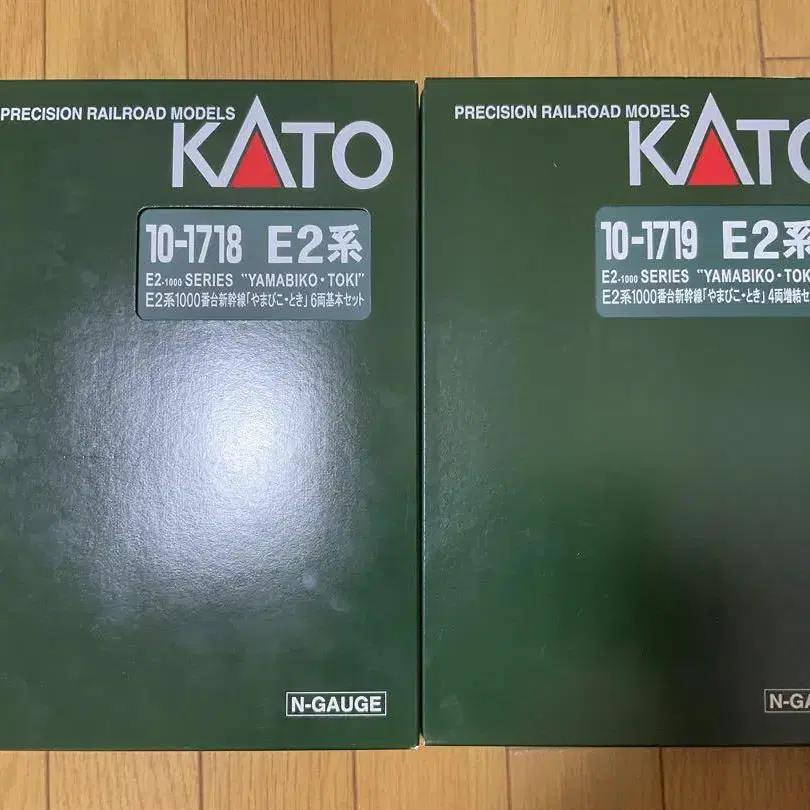 PRECISION RAILROAD MODELS
KATO
10-1718 E2系
E2-1000 SERIES "YAMABIKO・TOKI"
E2系1000番台新幹線「やまびこ・とき」6両基本セット
N-GAUGE
PRECISION RAILROAD MODELS
KATO
10-1719 E2系
E2-1000 SERIES "YAMABIKO・TOKI
E2系1000番台新幹線「やまびこ・とき」4両増結セ
N-GA